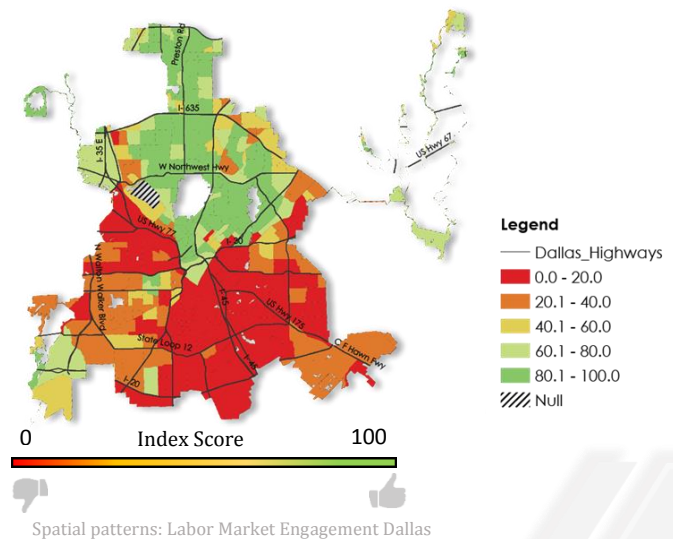 Preston Rd
I- 635
I- 35 E
W Northwest Hwy
US Hwy 67
US Hwy 77
I- 30
N Walton Walker Blvd
I-45
US Hwy 175
State Loop 12
C F Hawn Fwy
I-45
I-20
Legend
Dallas_Highways
0.0 - 20.0
20.1 - 40.0
40.1 - 60.0
60.1 - 80.0
80.1 - 100.0
Null
0 Index Score 100
Spatial patterns: Labor Market Engagement Dallas